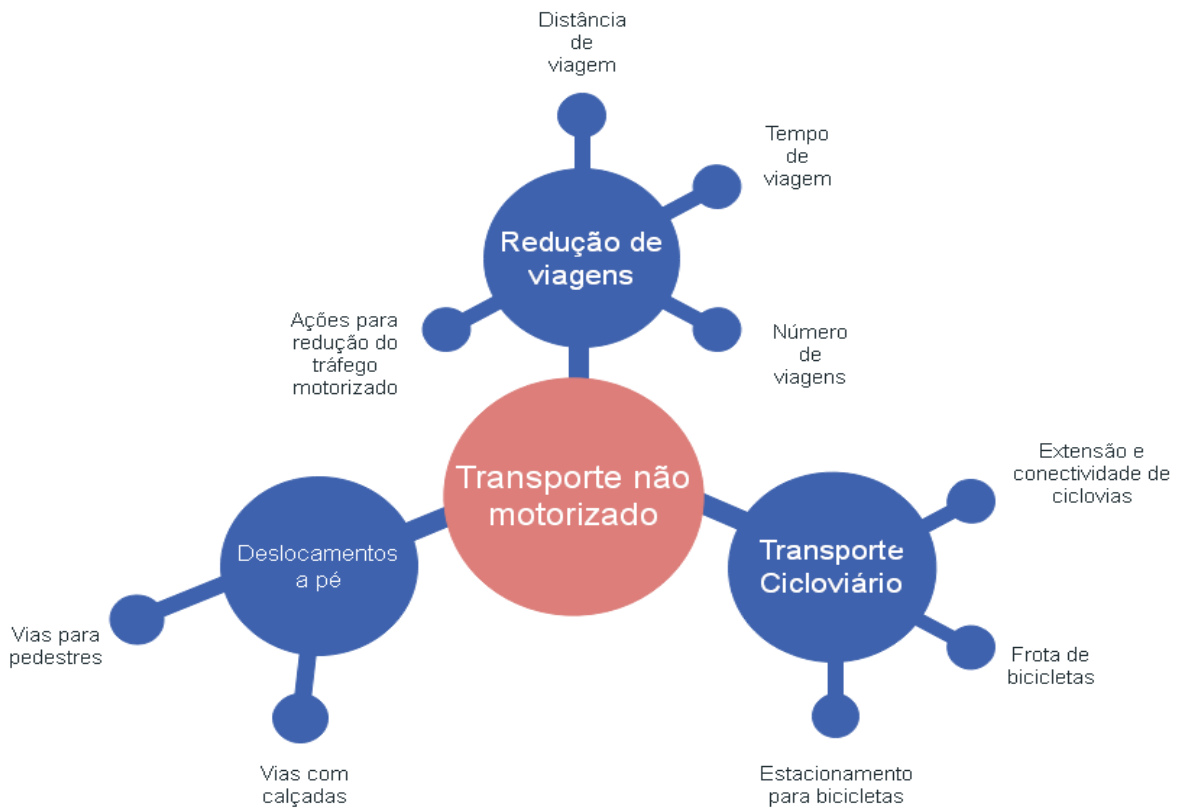 Distância
de
viagem
Tempo
de
viagem
Redução de
viagens
Ações para
redução do
tráfego
motorizado
Número
de
viagens
Transporte não
motorizado
Extensão e
conectividade de
ciclovias
Deslocamentos
a pé
Transporte
Cicloviário
Vias para
pedestres
Frota de
bicicletas
Vias com
calçadas
Estacionamento
para bicicletas